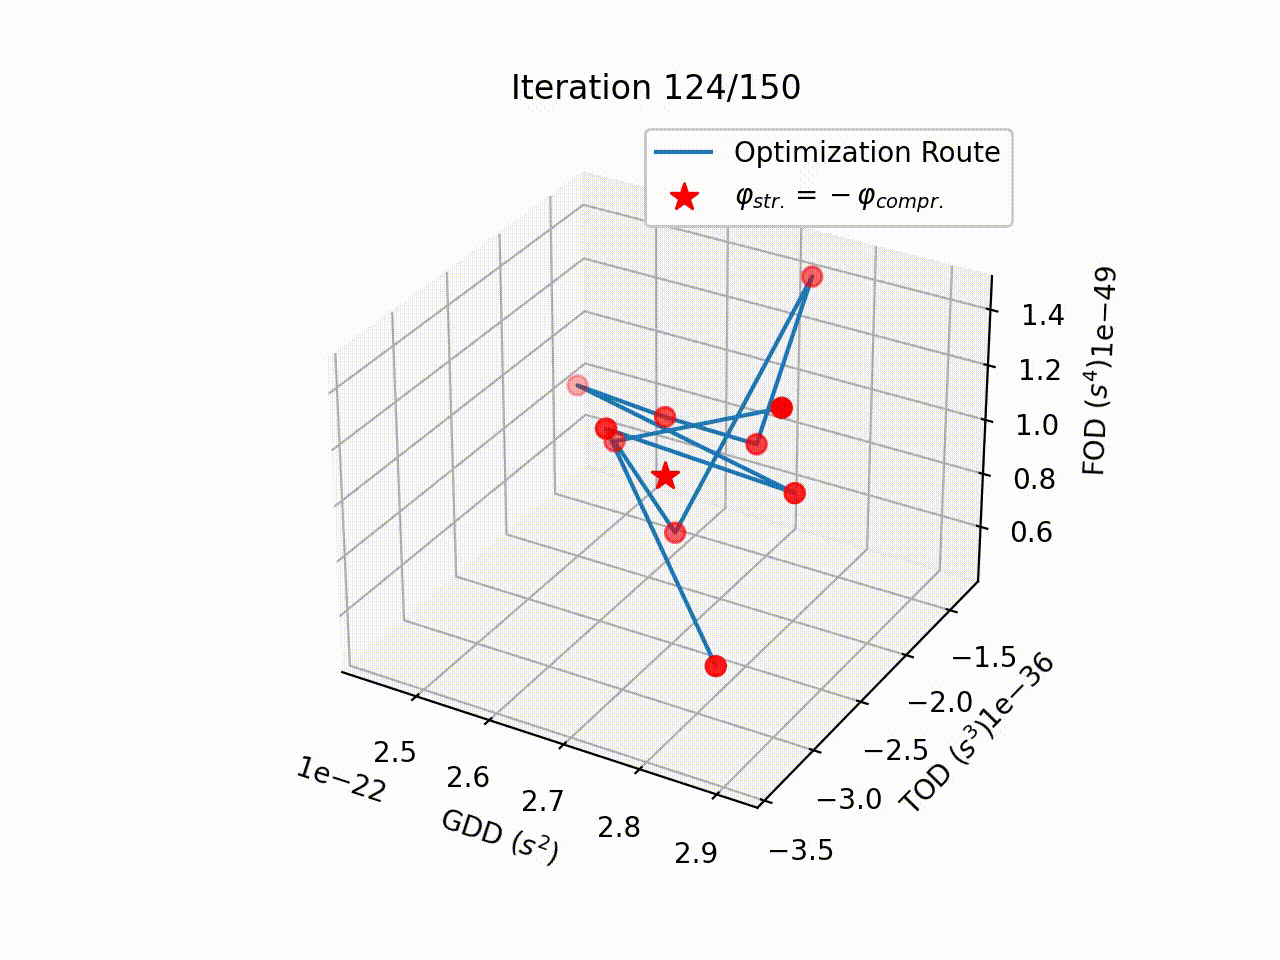 Iteration 124/150
Optimization Route
φstr. = − φcompr.
1.4
1.2
1.0
0.8
0.6
FOD (s⁴)1e−49
−1.5
−2.0
−2.5
−3.0
−3.5
TOD (s³)1e−36
2.5
2.6
2.7
2.8
2.9
1e−22
GDD (s²)